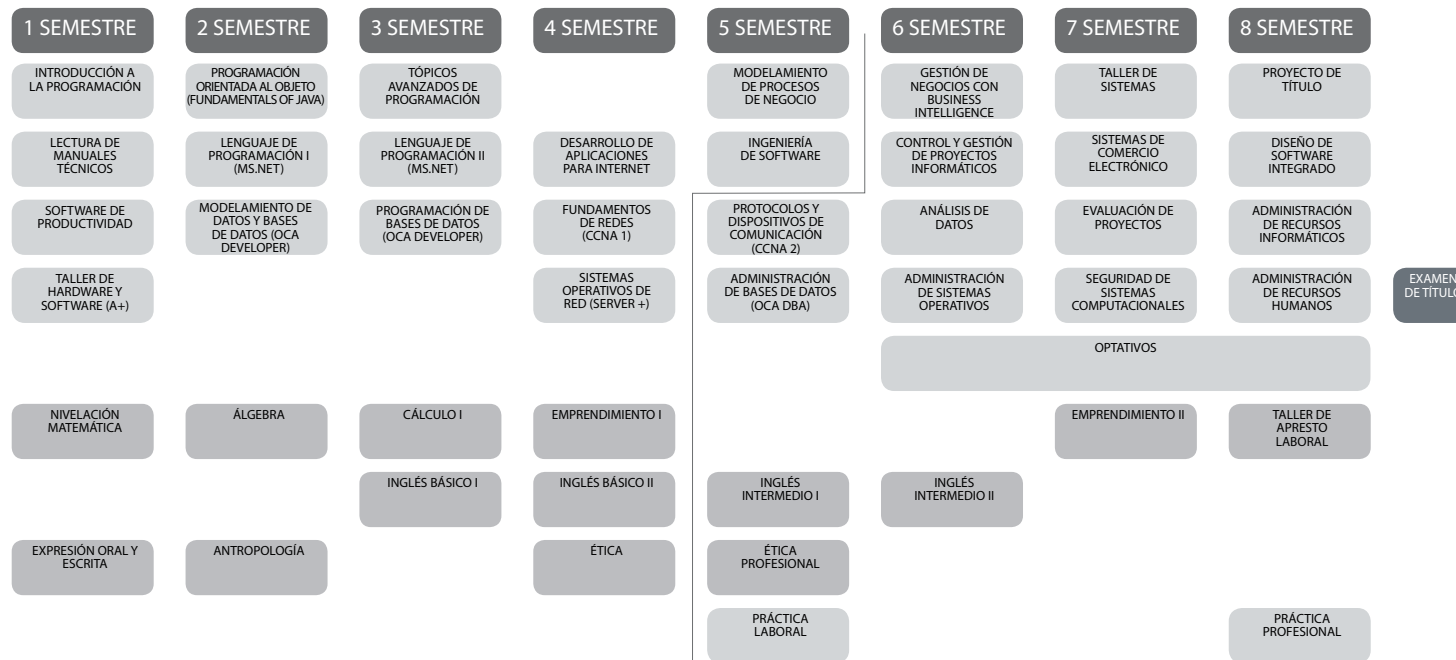 1 SEMESTRE
2 SEMESTRE
3 SEMESTRE
4 SEMESTRE
5 SEMESTRE
6 SEMESTRE
7 SEMESTRE
8 SEMESTRE
INTRODUCCIÓN A
LA PROGRAMACIÓN
PROGRAMACIÓN
ORIENTADA AL OBJETO
(FUNDAMENTALS OF JAVA)
TÓPICOS
AVANZADOS DE
PROGRAMACIÓN
MODELAMIENTO
DE PROCESOS
DE NEGOCIO
GESTIÓN DE
NEGOCIOS CON
BUSINESS
INTELLIGENCE
TALLER DE
SISTEMAS
PROYECTO DE
TÍTULO
LECTURA DE
MANUALES
TÉCNICOS
LENGUAJE DE
PROGRAMACIÓN I
(MS.NET)
LENGUAJE DE
PROGRAMACIÓN II
(MS.NET)
DESARROLLO DE
APLICACIONES
PARA INTERNET
INGENIERÍA
DE SOFTWARE
CONTROL Y GESTIÓN
DE PROYECTOS
INFORMÁTICOS
SISTEMAS DE
COMERCIO
ELECTRÓNICO
DISEÑO DE
SOFTWARE
INTEGRADO
SOFTWARE DE
PRODUCTIVIDAD
MODELAMIENTO DE
DATOS Y BASES
DE DATOS (OCA
DEVELOPER)
PROGRAMACIÓN DE
BASES DE DATOS
(OCA DEVELOPER)
FUNDAMENTOS
DE REDES
(CCNA 1)
PROTOCOLOS Y
DISPOSITIVOS DE
COMUNICACIÓN
(CCNA 2)
ANÁLISIS DE
DATOS
EVALUACIÓN DE
PROYECTOS
ADMINISTRACIÓN
DE RECURSOS
INFORMÁTICOS
TALLER DE
HARDWARE Y
SOFTWARE (A+)
SISTEMAS
OPERATIVOS DE
RED (SERVER +)
ADMINISTRACIÓN
DE BASES DE DATOS
(OCA DBA)
ADMINISTRACIÓN
DE SISTEMAS
OPERATIVOS
SEGURIDAD DE
SISTEMAS
COMPUTACIONALES
ADMINISTRACIÓN
DE RECURSOS
HUMANOS
EXAMEN
DE TÍTULO
OPTATIVOS
NIVELACIÓN
MATEMÁTICA
ÁLGEBRA
CÁLCULO I
EMPRENDIMIENTO I
EMPRENDIMIENTO II
TALLER DE
APRESTO
LABORAL
INGLÉS BÁSICO I
INGLÉS BÁSICO II
INGLÉS
INTERMEDIO I
INGLÉS
INTERMEDIO II
EXPRESIÓN ORAL Y
ESCRITA
ANTROPOLOGÍA
ÉTICA
ÉTICA
PROFESIONAL
PRÁCTICA
LABORAL
PRÁCTICA
PROFESIONAL